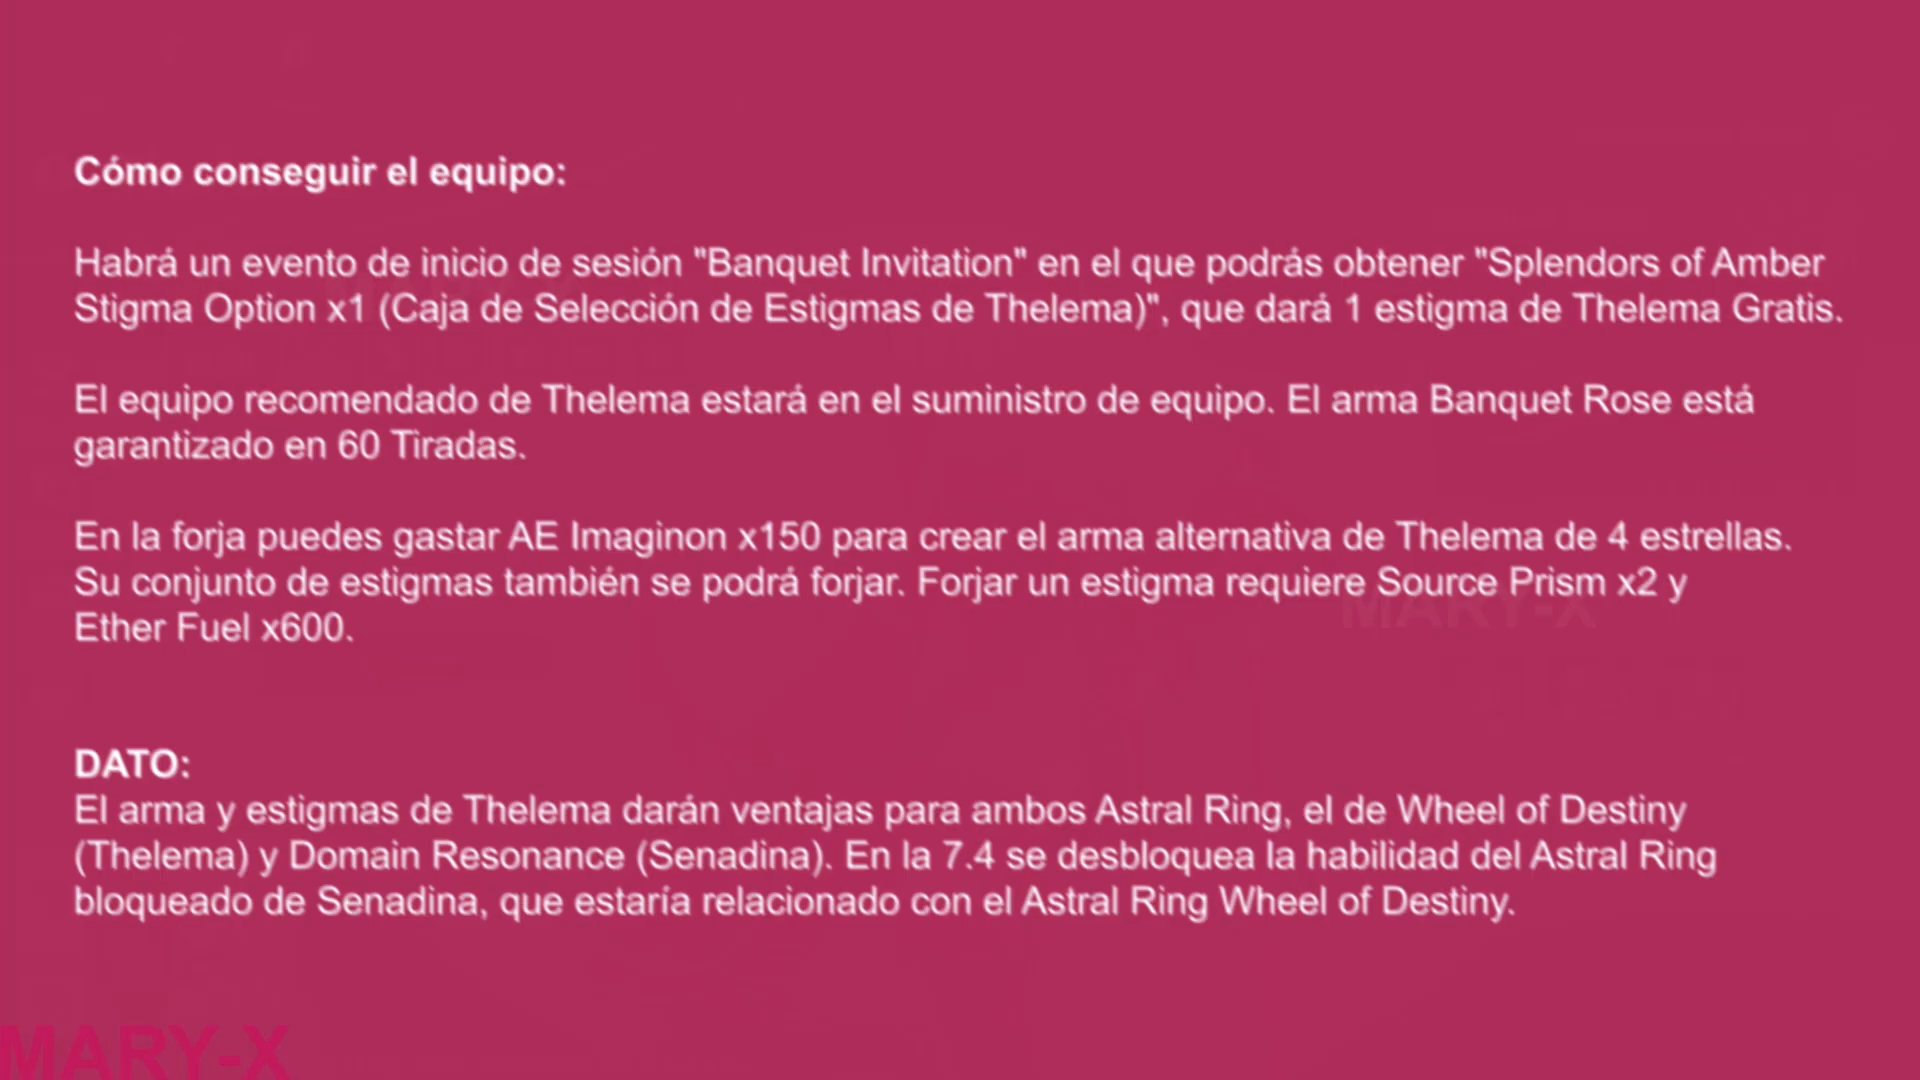 Cómo conseguir el equipo:
Habrá un evento de inicio de sesión "Banquet Invitation" en el que podrás obtener "Splendors of Amber
Stigma Option x1 (Caja de Selección de Estigmas de Thelema)", que dará 1 estigma de Thelema Gratis.
El equipo recomendado de Thelema estará en el suministro de equipo. El arma Banquet Rose está
garantizado en 60 Tiradas.
En la forja puedes gastar AE Imaginon x150 para crear el arma alternativa de Thelema de 4 estrellas.
Su conjunto de estigmas también se podrá forjar. Forjar un estigma requiere Source Prism x2 y
Ether Fuel x600.
MARY-X
DATO:
El arma y estigmas de Thelema darán ventajas para ambos Astral Ring, el de Wheel of Destiny
(Thelema) y Domain Resonance (Senadina). En la 7.4 se desbloquea la habilidad del Astral Ring
bloqueado de Senadina, que estaría relacionado con el Astral Ring Wheel of Destiny.
MARY-X